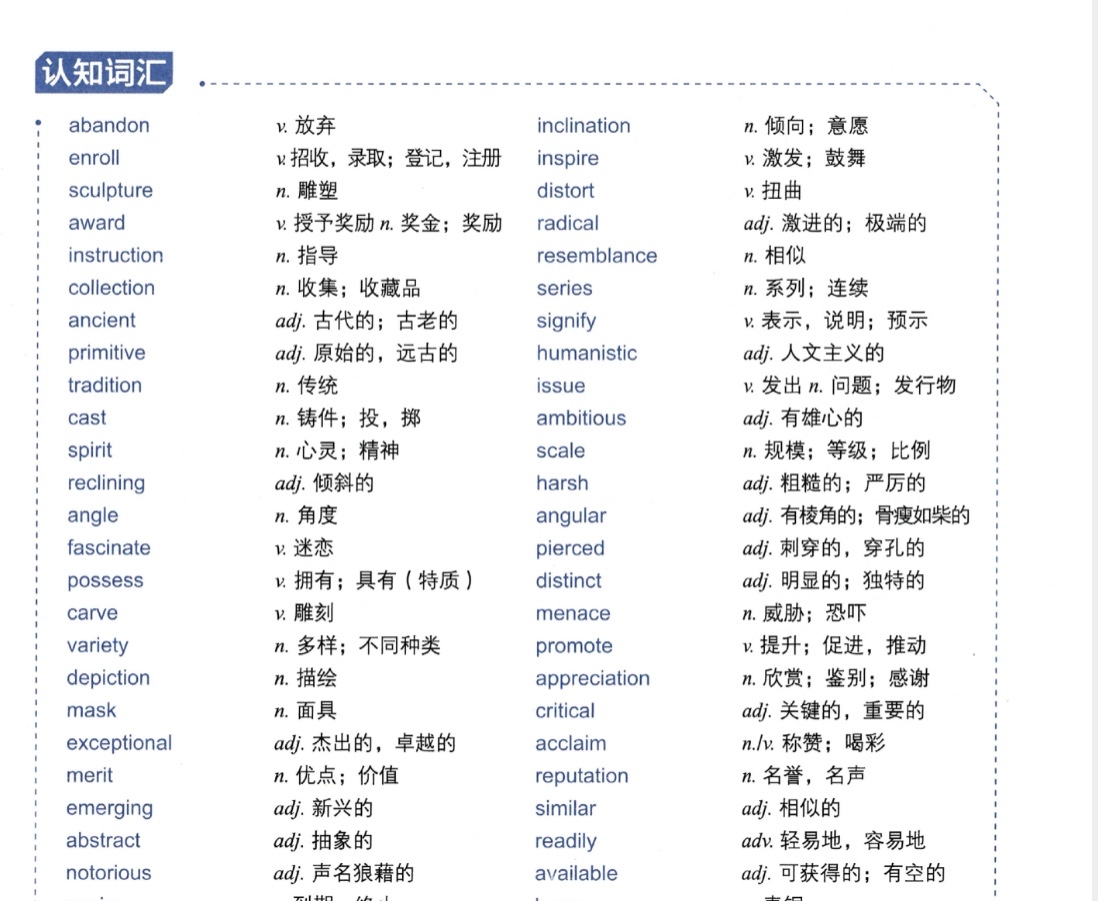 认知词汇
abandon v. 放弃 inclination n. 倾向；意愿
enroll v.招收，录取；登记，注册 inspire v. 激发；鼓舞
sculpture n. 雕塑 distort v. 扭曲
award v. 授予奖励 n. 奖金；奖励 radical adj. 激进的；极端的
instruction n. 指导 resemblance n. 相似
collection n. 收集；收藏品 series n. 系列；连续
ancient adj. 古代的；古老的 signify v. 表示，说明；预示
primitive adj. 原始的，远古的 humanistic adj. 人文主义的
tradition n. 传统 issue v. 发出 n. 问题；发行物
cast n. 铸件；投，掷 ambitious adj. 有雄心的
spirit n. 心灵；精神 scale n. 规模；等级；比例
reclining adj. 倾斜的 harsh adj. 粗糙的；严厉的
angle n. 角度 angular adj. 有棱角的；骨瘦如柴的
fascinate v. 迷恋 pierced adj. 刺穿的，穿孔的
possess v. 拥有；具有（特质） distinct adj. 明显的；独特的
carve v. 雕刻 menace n. 威胁；恐吓
variety n. 多样；不同种类 promote v. 提升；促进，推动
depiction n. 描绘 appreciation n. 欣赏；鉴别；感谢
mask n. 面具 critical adj. 关键的，重要的
exceptional adj. 杰出的，卓越的 acclaim n./v. 称赞；喝彩
merit n. 优点；价值 reputation n. 名誉，名声
emerging adj. 新兴的 similar adj. 相似的
abstract adj. 抽象的 readily adv. 轻易地，容易地
notorious adj. 声名狼藉的 available adj. 可获得的；有空的